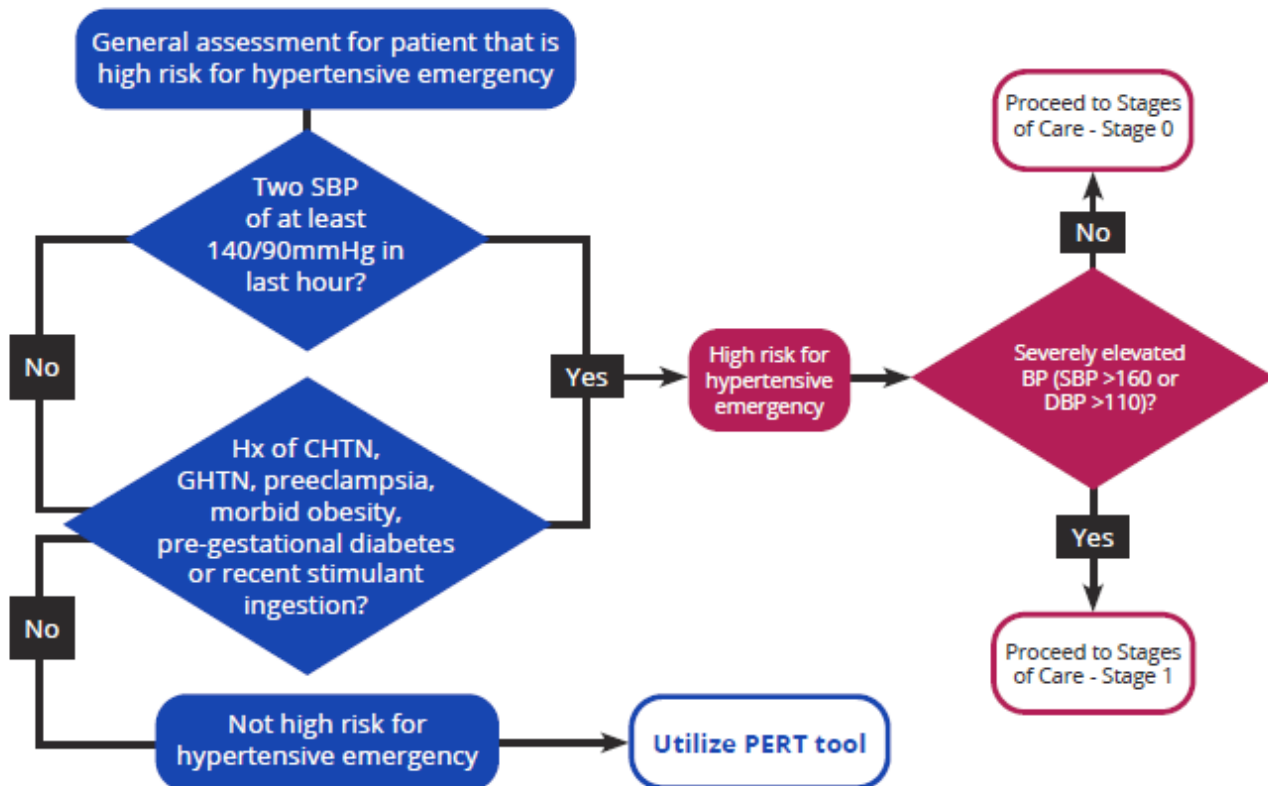 General assessment for patient that is
high risk for hypertensive emergency
Two SBP
of at least
140/90mmHg in
last hour?
No
Yes
Hx of CHTN,
GHTN, preeclampsia,
morbid obesity,
pre-gestational diabetes
or recent stimulant
ingestion?
No
Not high risk for
hypertensive emergency
Utilize PERT tool
High risk for
hypertensive
emergency
Severely elevated
BP (SBP >160 or
DBP >110)?
No
Proceed to Stages
of Care - Stage 0
Yes
Proceed to Stages
of Care - Stage 1